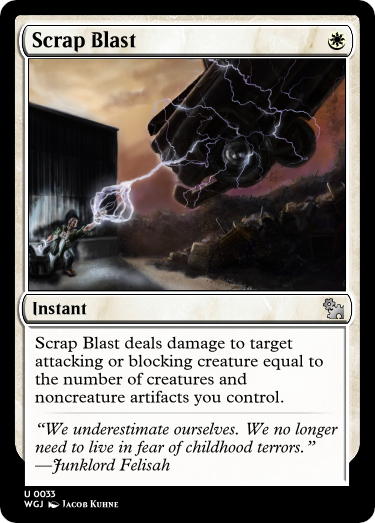 Scrap Blast
Instant
Scrap Blast deals damage to target
attacking or blocking creature equal to
the number of creatures and
noncreature artifacts you control.
“We underestimate ourselves. We no longer
need to live in fear of childhood terrors.”
—Junklord Felisah
U 0033
WGJ Jacob Kuhne